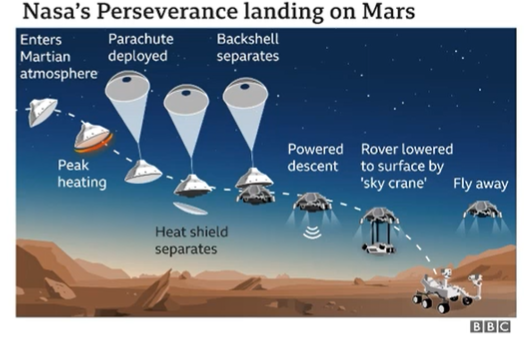 Nasa's Perseverance landing on Mars
Enters
Martian
atmosphere
Parachute
deployed
Backshell
separates
Peak
heating
Heat shield
separates
Powered
descent
Rover lowered
to surface by
'sky crane'
Fly away
BBC